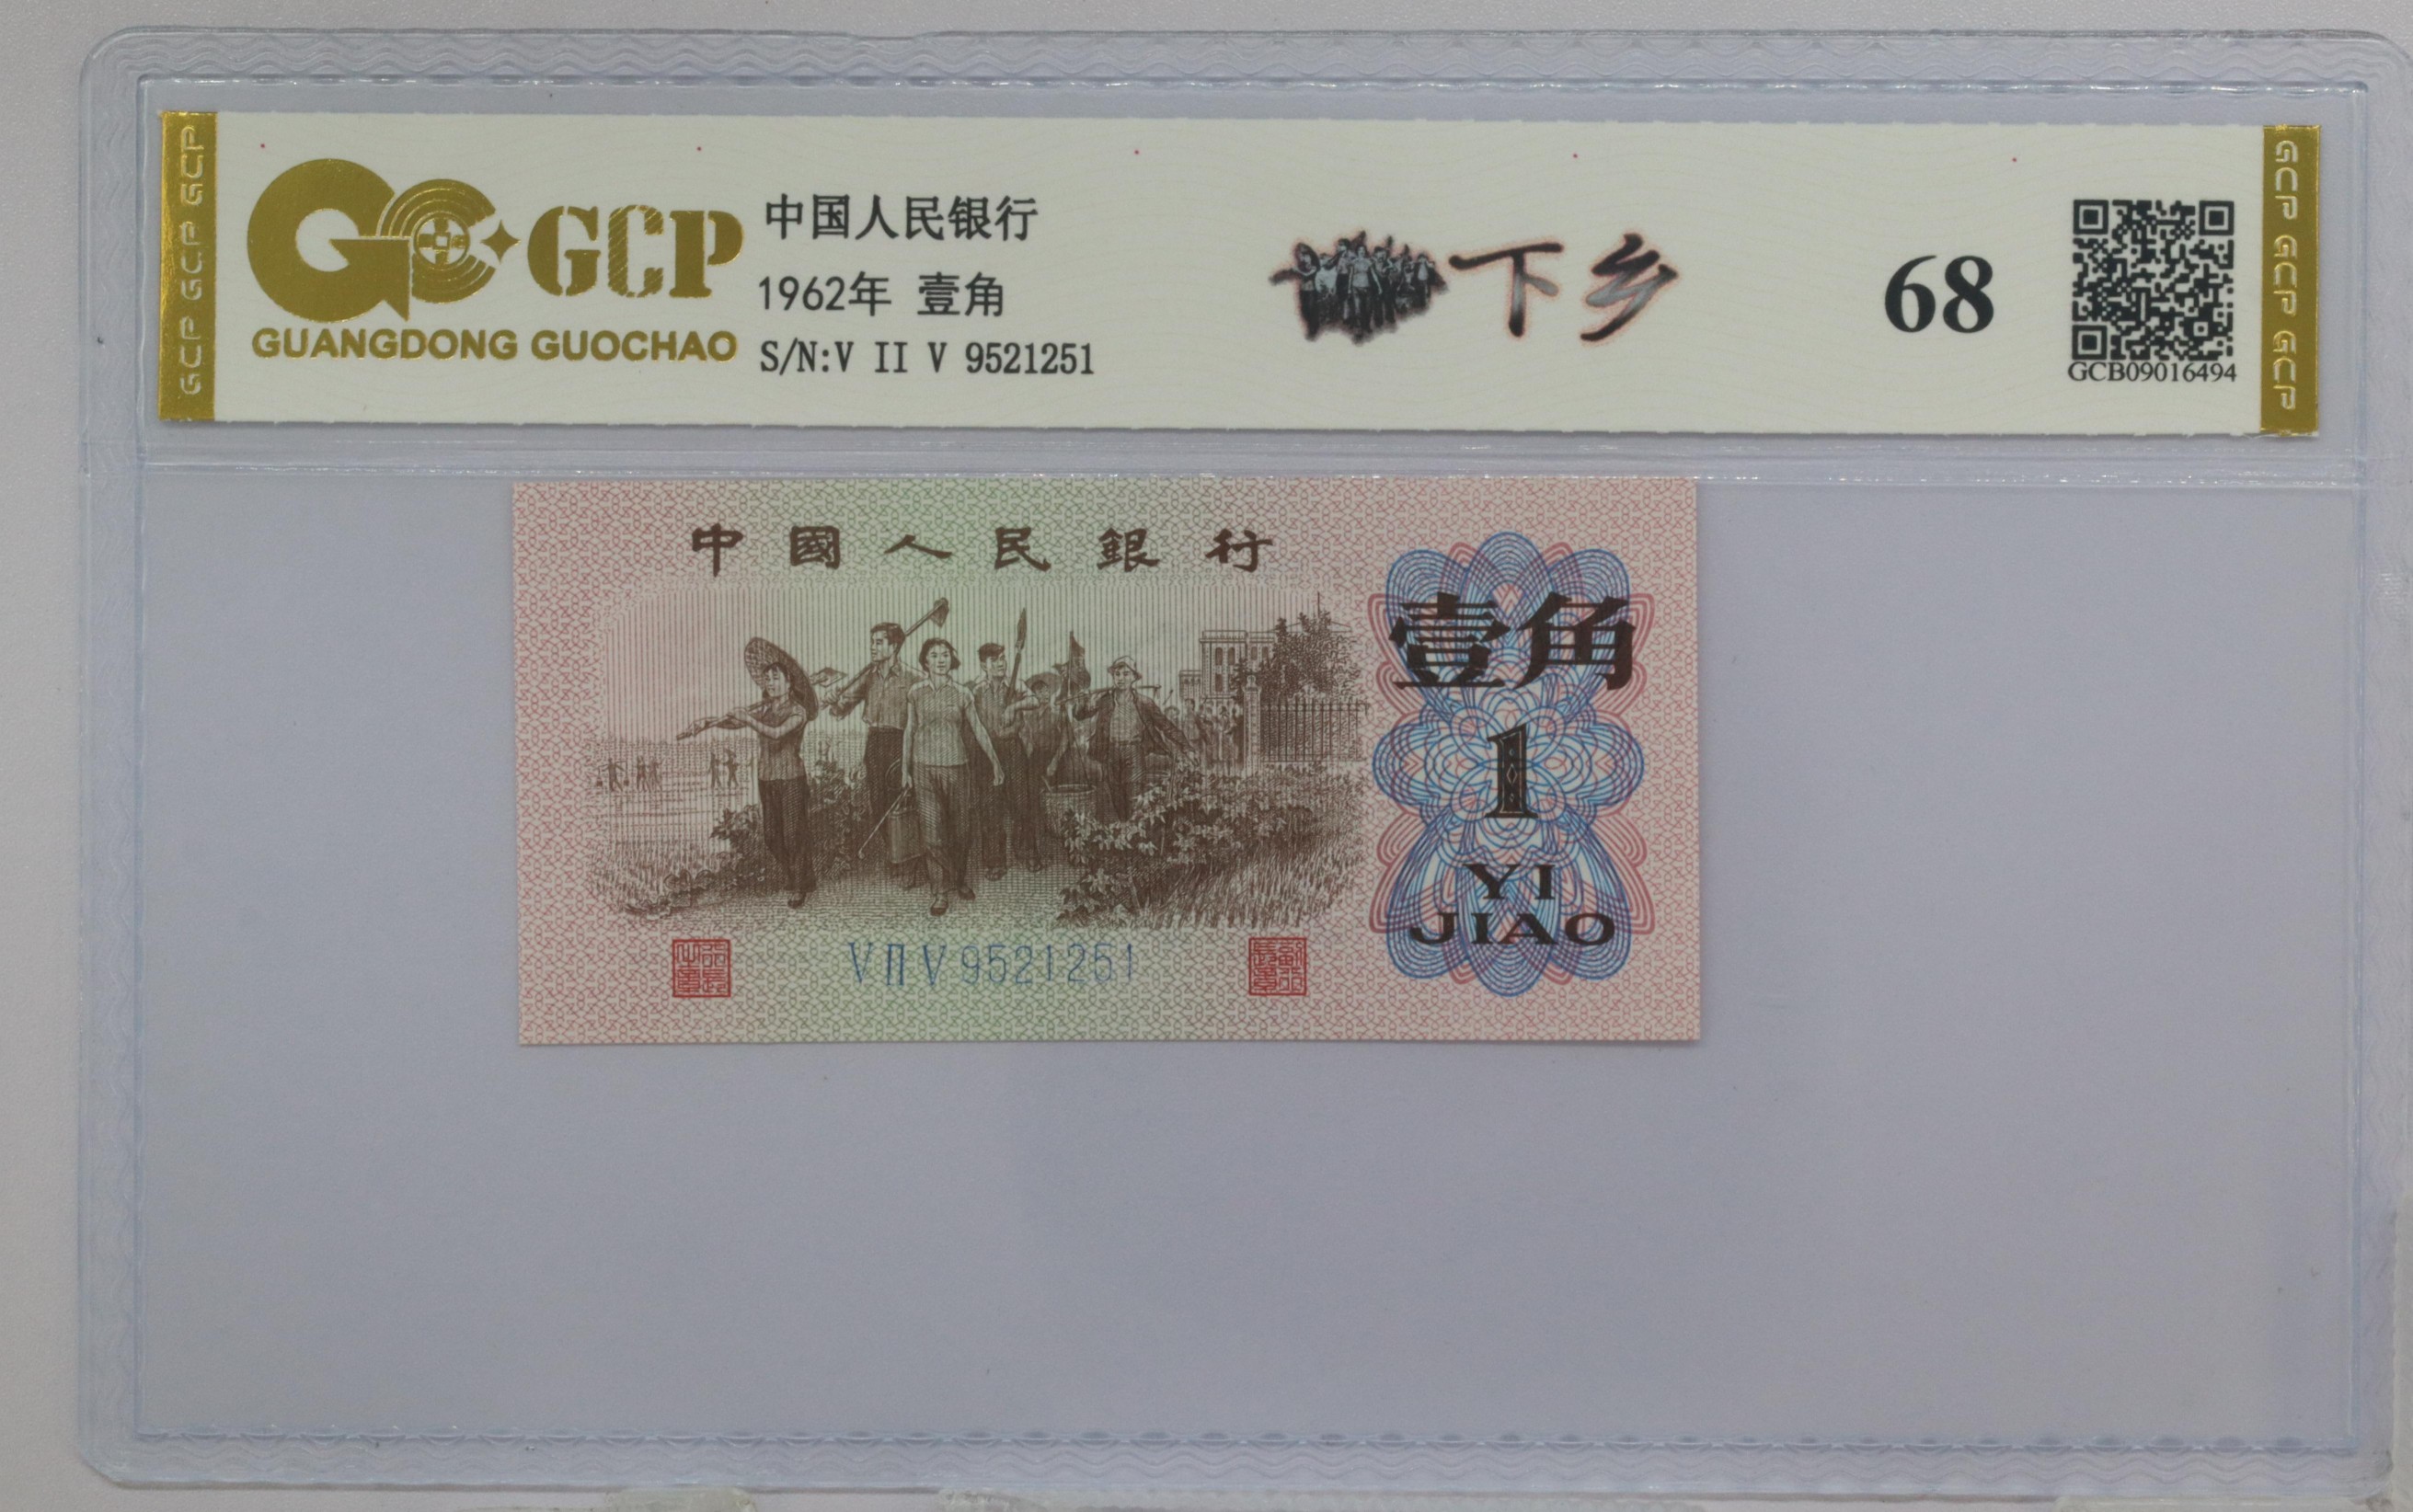 GCP
GUANGDONG GUOCHAO
中国人民银行
1962年 壹角
S/N:V II V 9521251
下乡
68
GCB09016494
GCP GCP GCP
GCP GCP GCP
中國人民銀行
壹角
1
YI
JIAO
V II V 9521251